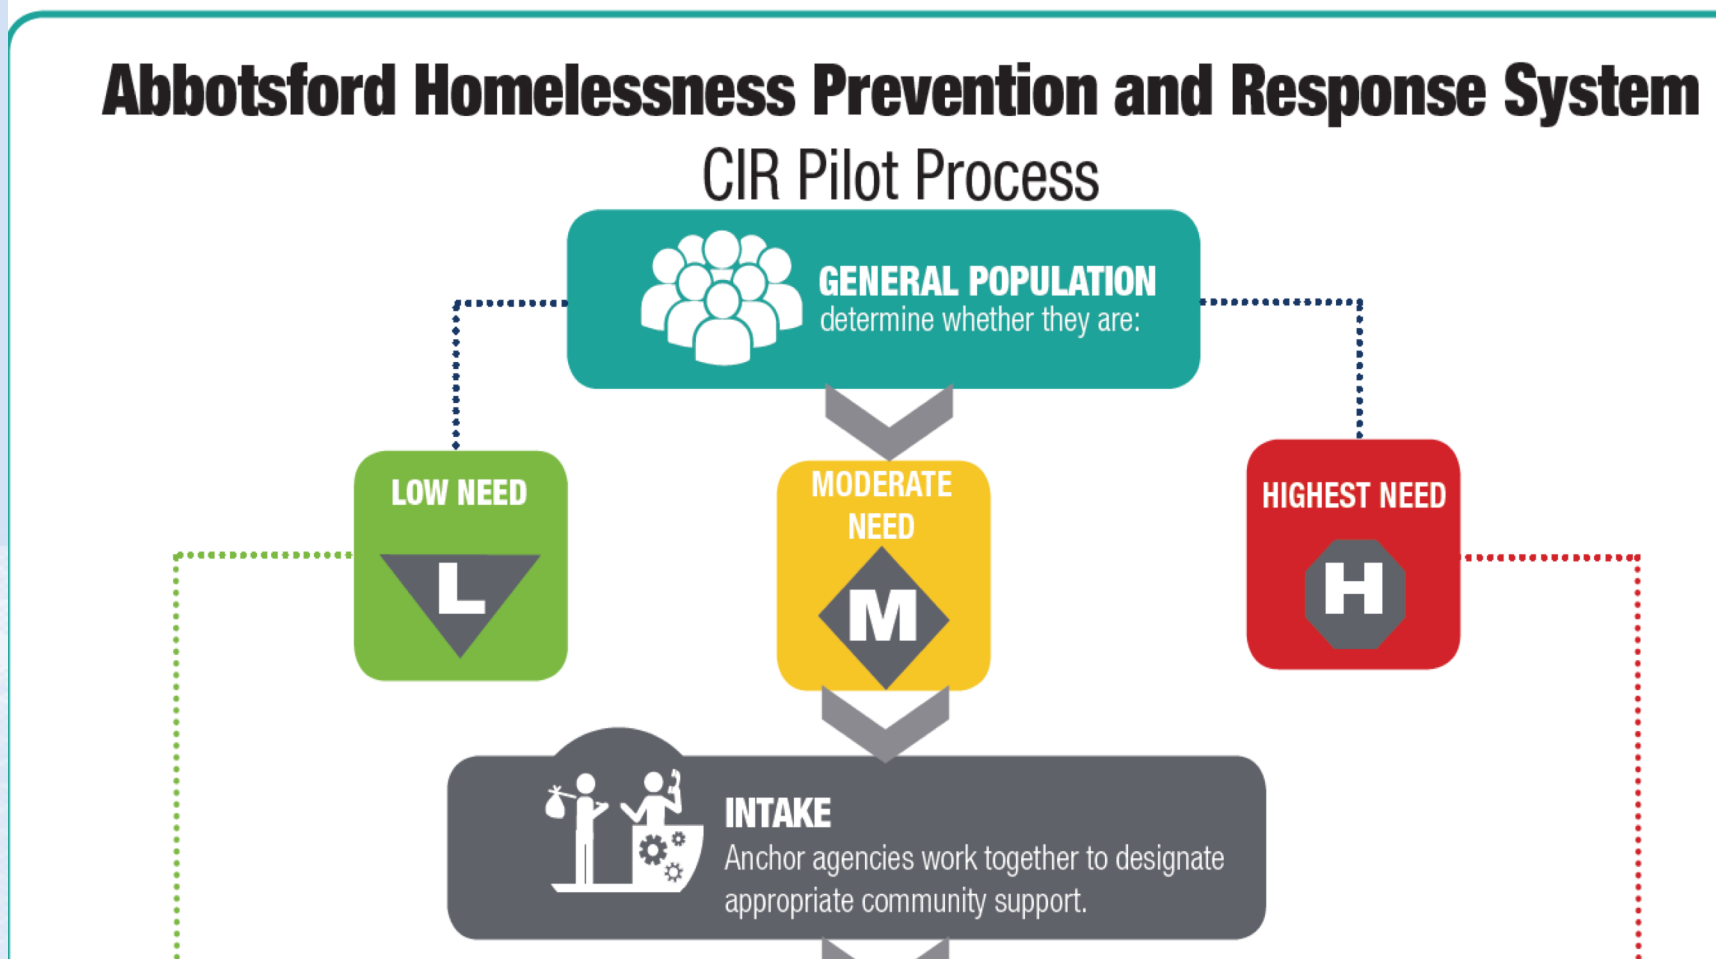 Abbotsford Homelessness Prevention and Response System
CIR Pilot Process
GENERAL POPULATION
determine whether they are:
LOW NEED
L
MODERATE
NEED
M
HIGHEST NEED
H
INTAKE
Anchor agencies work together to designate
appropriate community support.